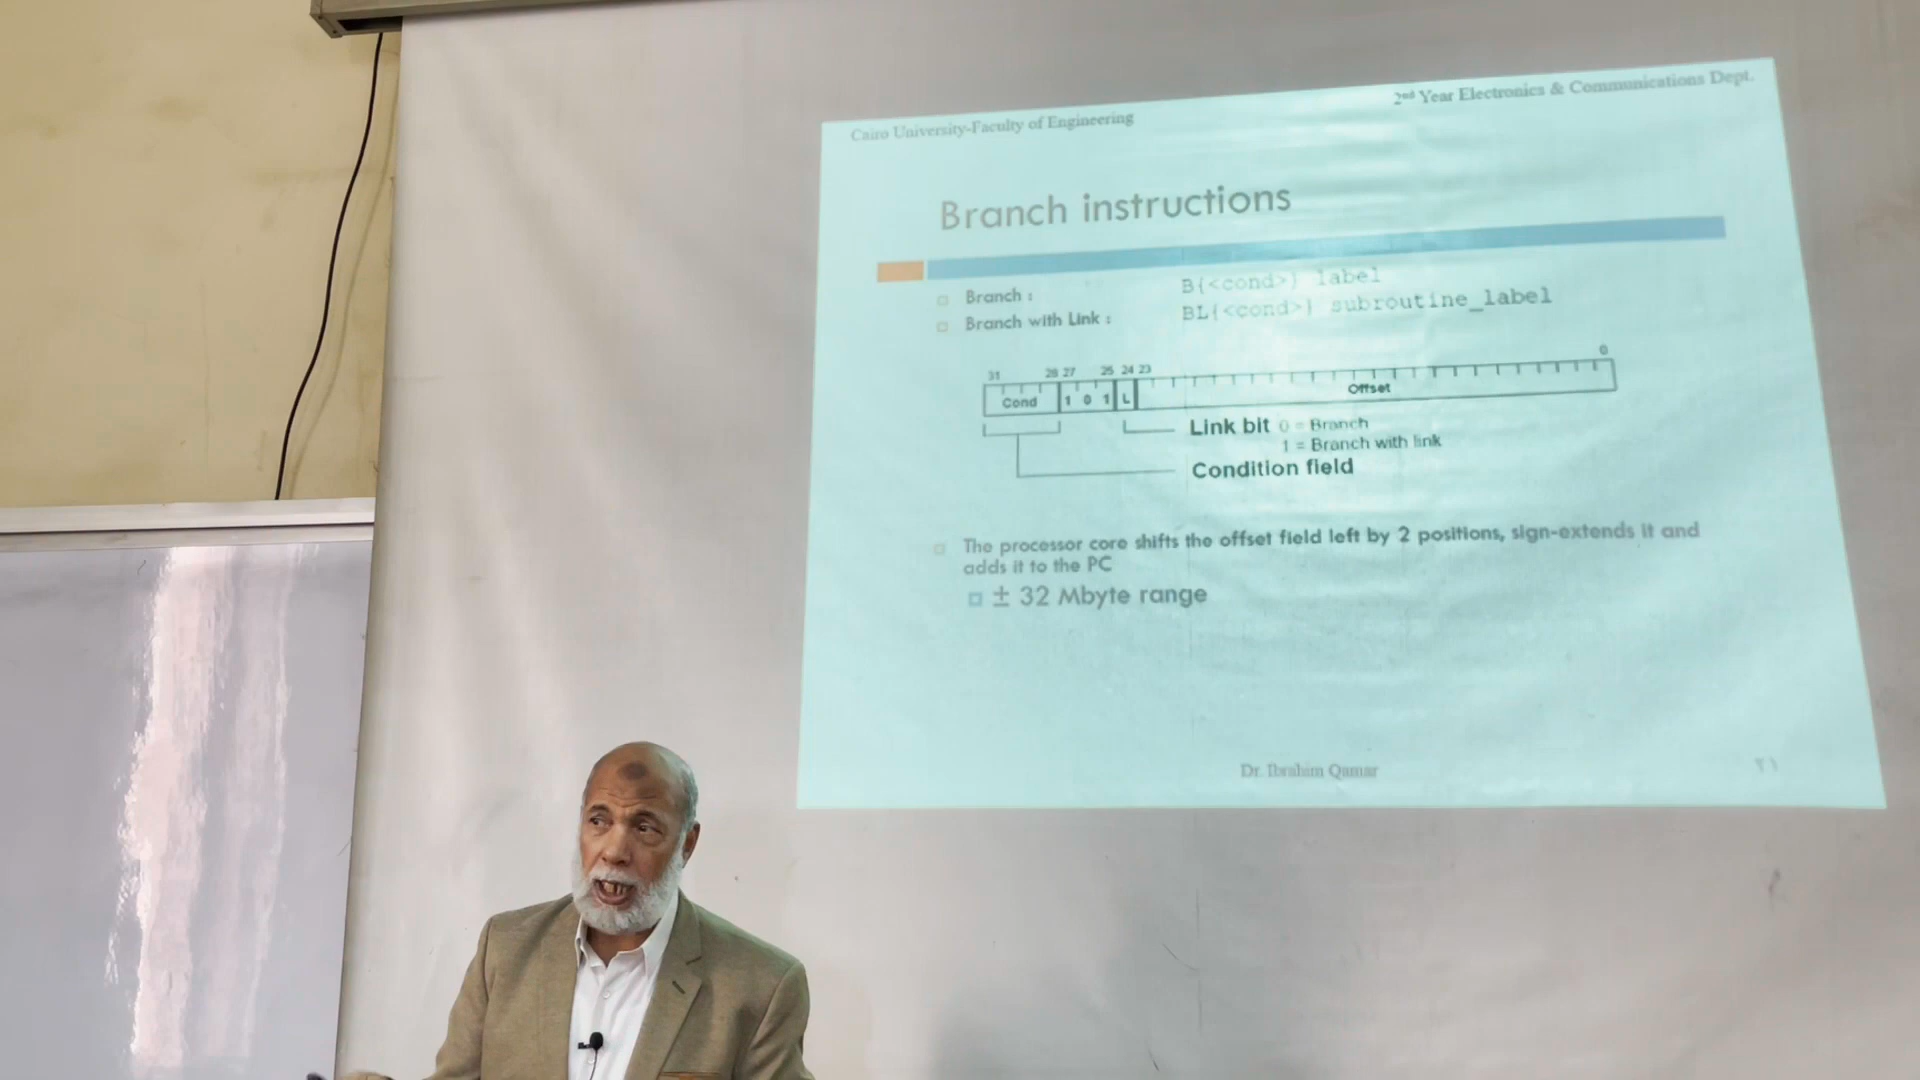 Cairo University-Faculty of Engineering
2nd Year Electronics & Communications Dept.
Branch instructions
Branch : B{<cond>} label
Branch with Link : BL{<cond>} subroutine_label
31 28 27 25 24 23 0
Cond 1 0 1 L Offset
Link bit 0 = Branch
1 = Branch with link
Condition field
The processor core shifts the offset field left by 2 positions, sign-extends it and
adds it to the PC
± 32 Mbyte range
Dr. Ibrahim Qamar
٢١